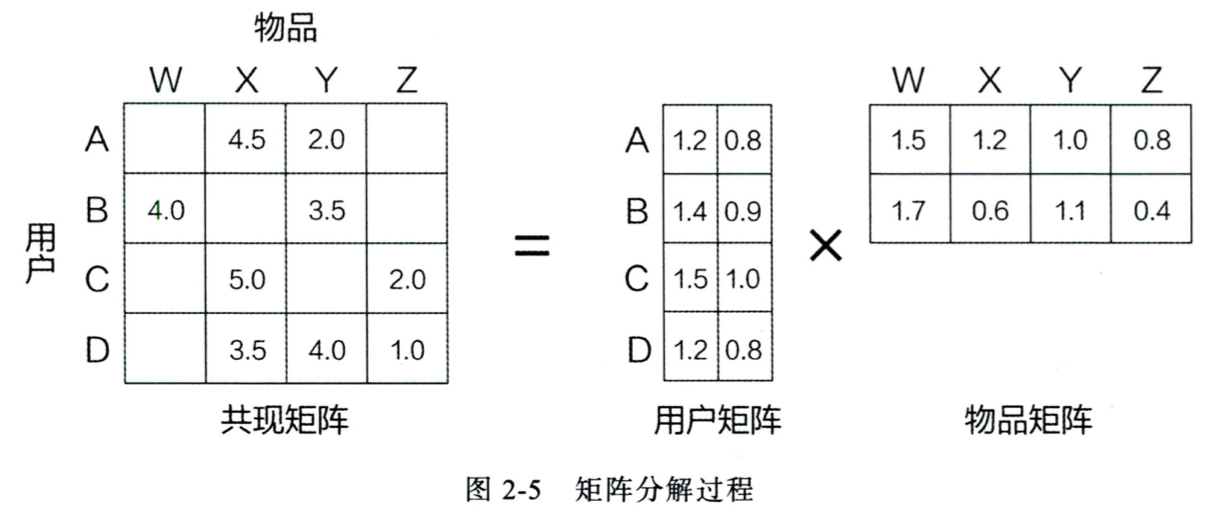 物品
W X Y Z W X Y Z
A 4.5 2.0 A 1.2 0.8 1.5 1.2 1.0 0.8
B 4.0 3.5 B 1.4 0.9 1.7 0.6 1.1 0.4
用户 = ×
C 5.0 2.0 C 1.5 1.0
D 3.5 4.0 1.0 D 1.2 0.8
共现矩阵 用户矩阵 物品矩阵
图 2-5 矩阵分解过程